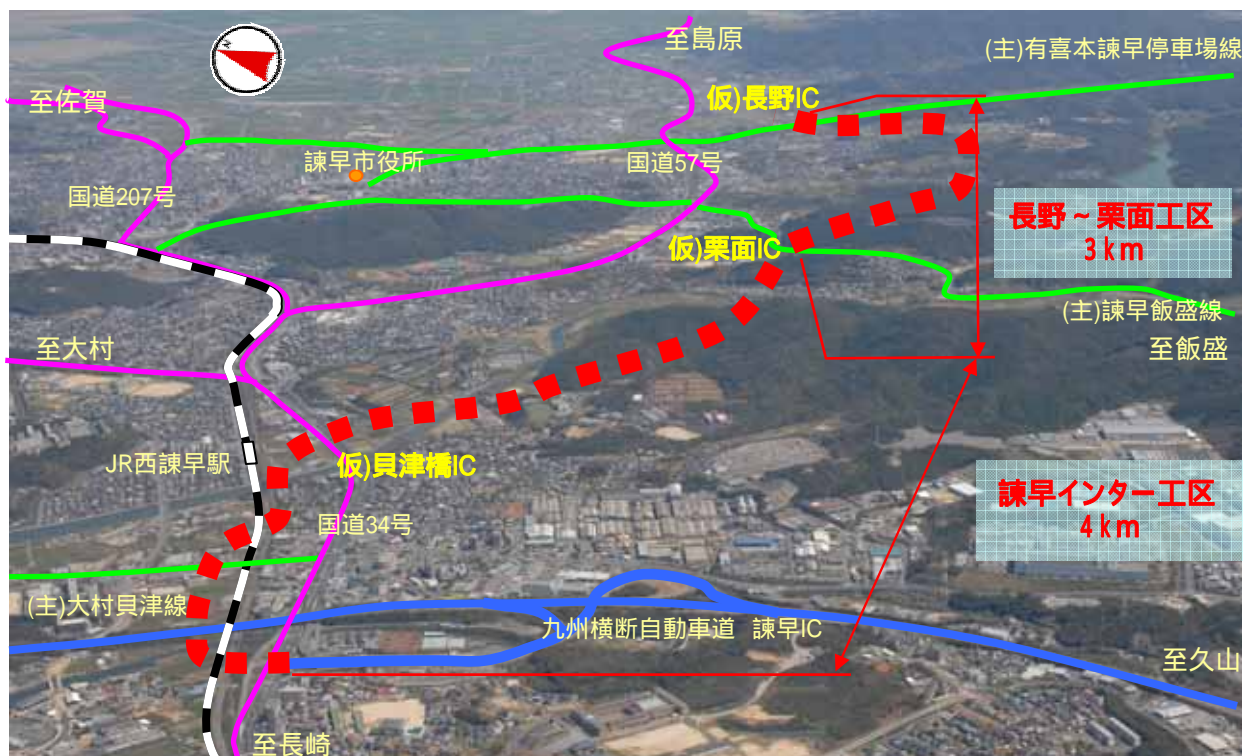 至島原
(主)有喜本諫早停車場線
至佐賀
仮)長野IC
諫早市役所
国道57号
国道207号
長野～栗面工区
3km
仮)栗面IC
(主)諫早飯盛線
至大村
至飯盛
JR西諫早駅
仮)貝津橋IC
諫早インター工区
4km
国道34号
(主)大村貝津線
九州横断自動車道 諫早IC
至久山
至長崎